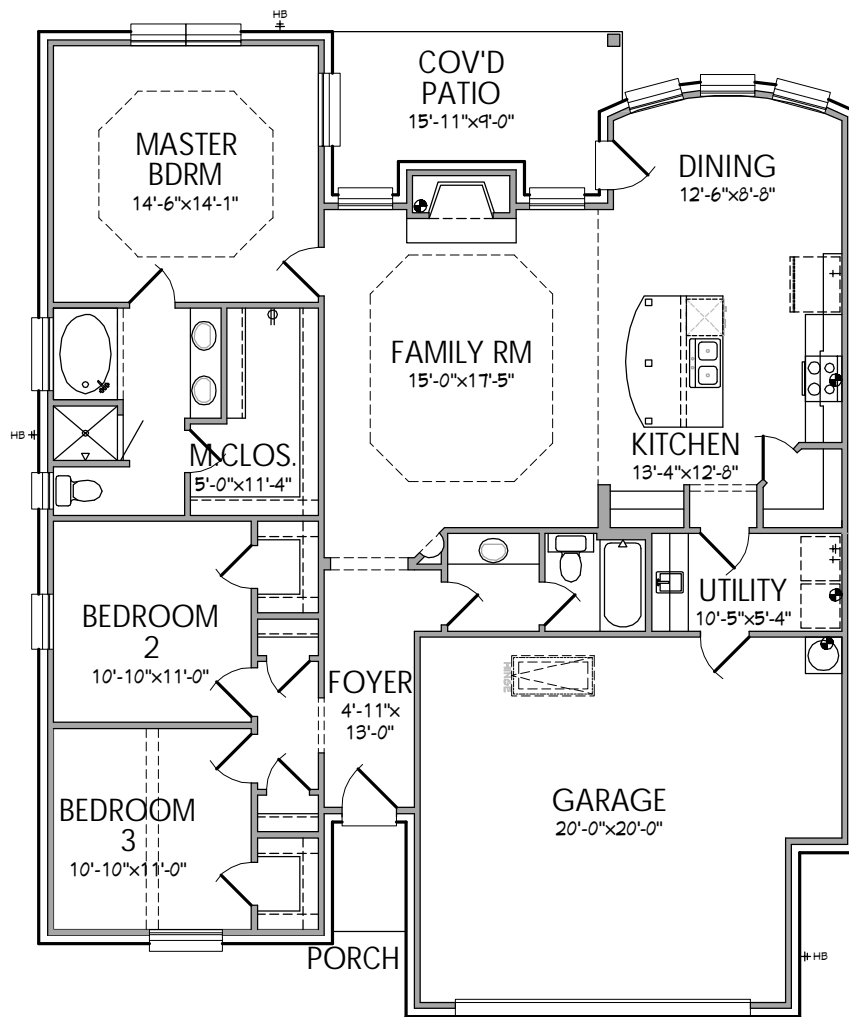 HB
COV'D
PATIO
15'-11"x9'-0"
MASTER
BDRM
14'-6"x14'-1"
DINING
12'-6"x8'-8"
FAMILY RM
15'-0"x17'-5"
HB
M.CLOS.
5'-0"x11'-4"
KITCHEN
13'-4"x12'-8"
UTILITY
10'-5"x5'-4"
BEDROOM
2
10'-10"x11'-0"
FOYER
4'-11"x
13'-0"
HINGE
BEDROOM
3
10'-10"x11'-0"
GARAGE
20'-0"x20'-0"
PORCH
HB